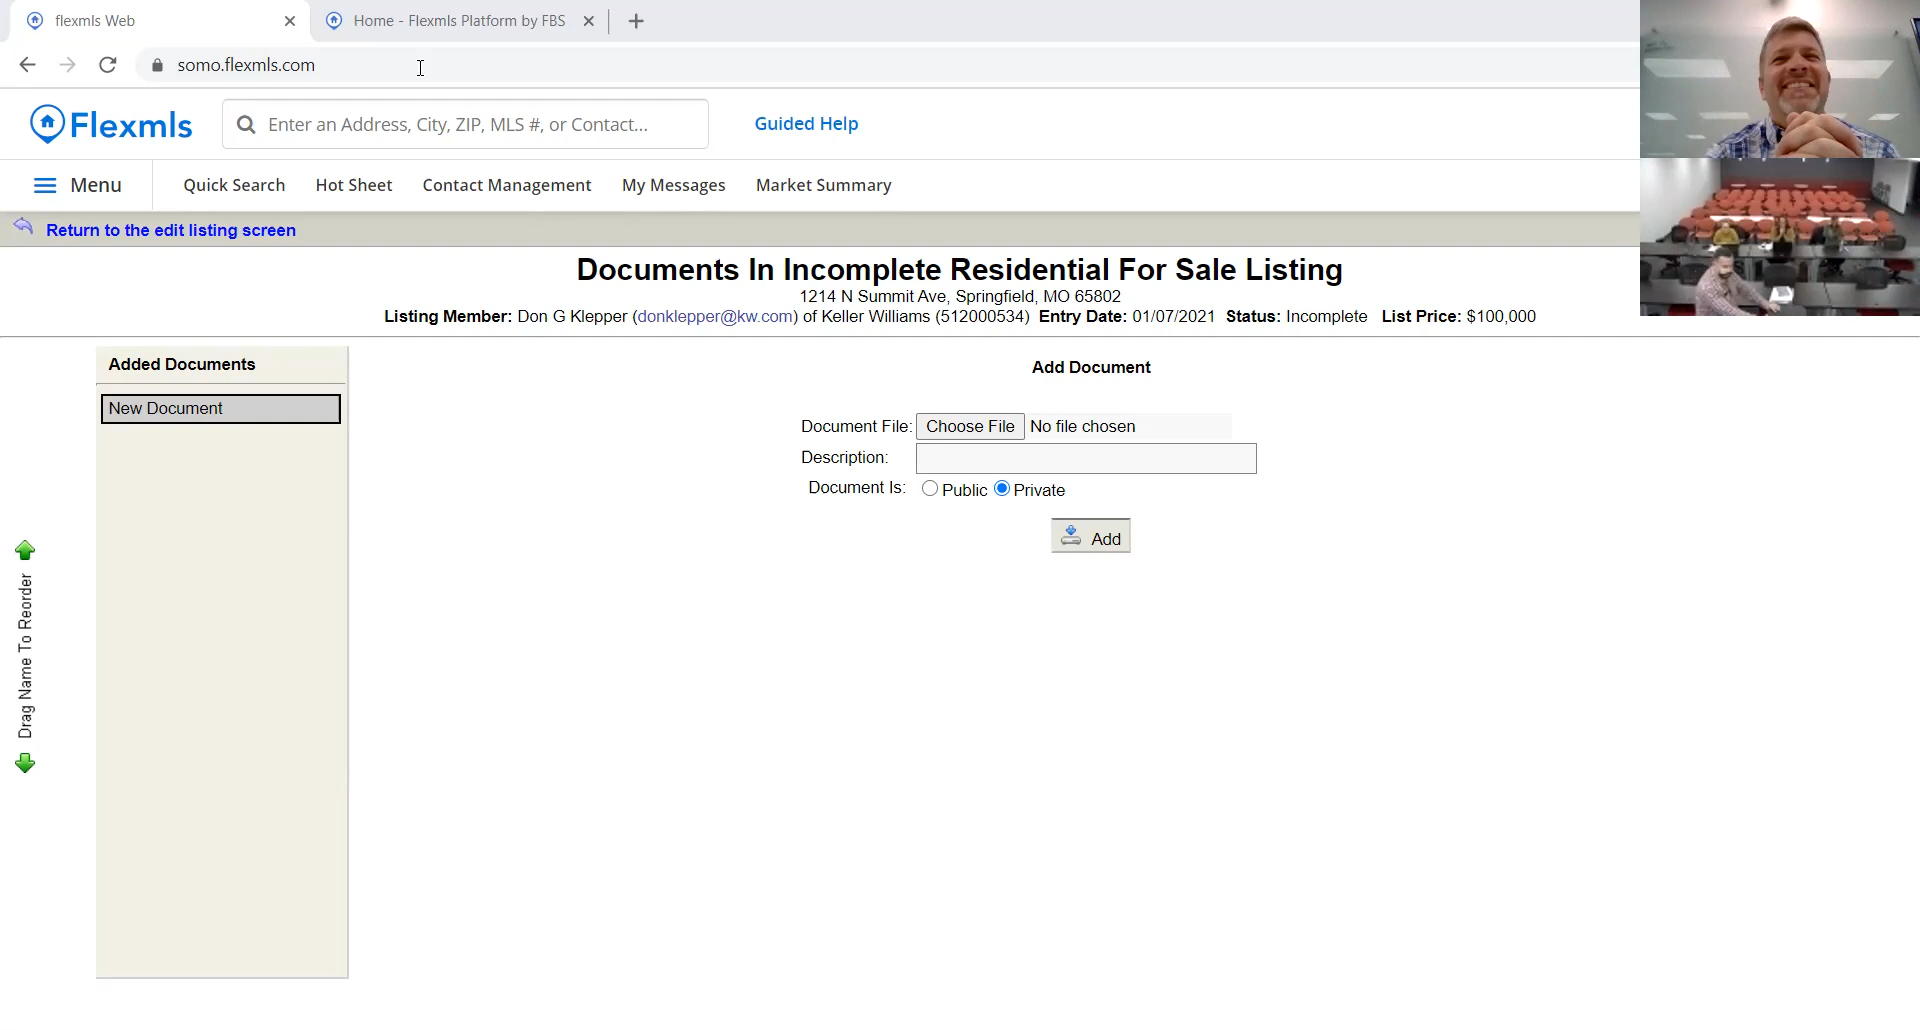 flexmls Web
Home - Flexmls Platform by FBS
somo.flexmls.com
Flexmls
Enter an Address, City, ZIP, MLS #, or Contact...
Guided Help
Menu
Quick Search
Hot Sheet
Contact Management
My Messages
Market Summary
Return to the edit listing screen
Documents In Incomplete Residential For Sale Listing
1214 N Summit Ave, Springfield, MO 65802
Listing Member: Don G Klepper (donklepper@kw.com) of Keller Williams (512000534) Entry Date: 01/07/2021 Status: Incomplete List Price: $100,000
Added Documents
New Document
Drag Name To Reorder
Add Document
Document File: Choose File No file chosen
Description:
Document Is: Public Private
Add